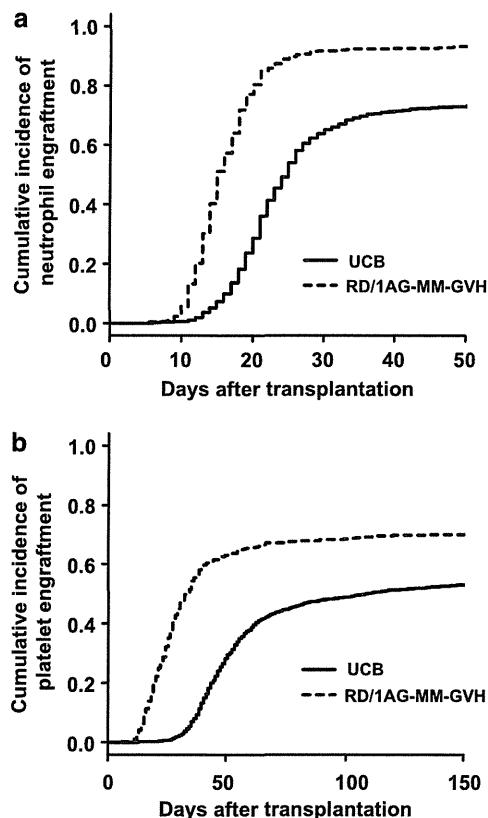 a
Cumulative incidence of
neutrophil engraftment
1.0
0.8
0.6
0.4
0.2
0.0
UCB
RD/1AG-MM-GVH
0 10 20 30 40 50
Days after transplantation
b
Cumulative incidence of
platelet engraftment
1.0
0.8
0.6
0.4
0.2
0.0
UCB
RD/1AG-MM-GVH
0 50 100 150
Days after transplantation